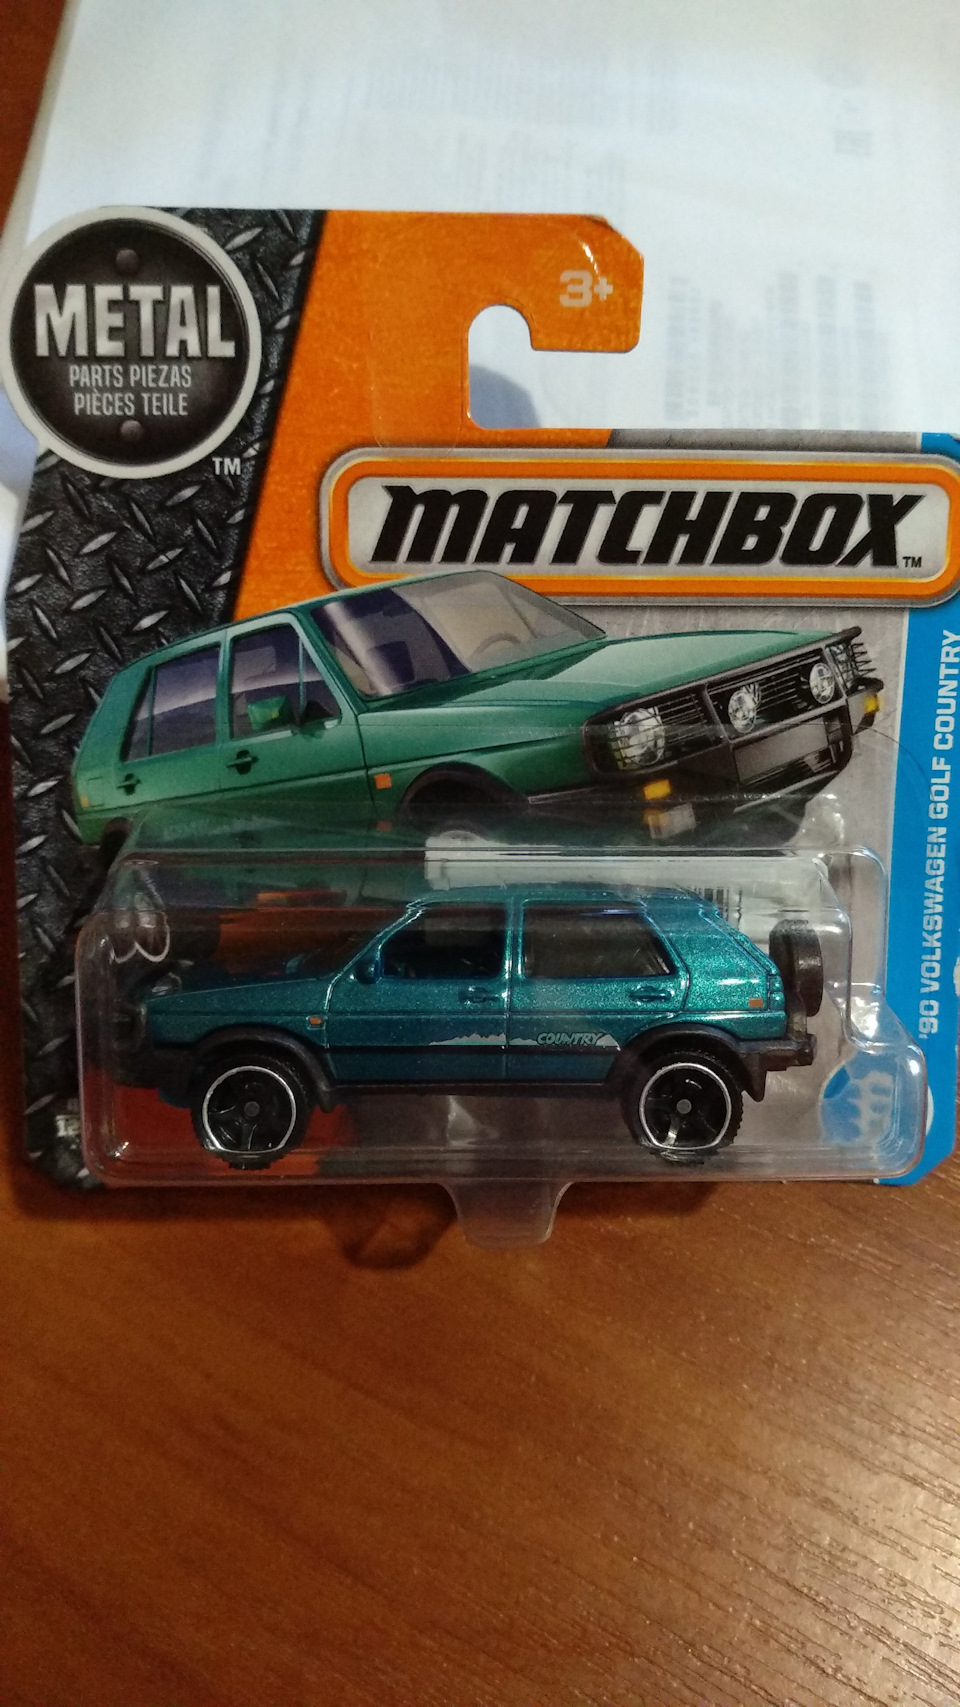 3+
METAL
PARTS PIEZAS
PIÈCES TEILE
TM
MATCHBOX
TM
'90 VOLKSWAGEN GOLF COUNTRY
COUNTRY